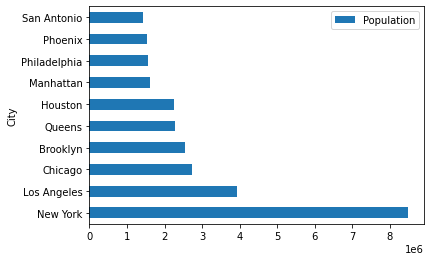 San Antonio
Phoenix
Philadelphia
Manhattan
Houston
Queens
Brooklyn
Chicago
Los Angeles
New York
City
Population
0 1 2 3 4 5 6 7 8
1e6